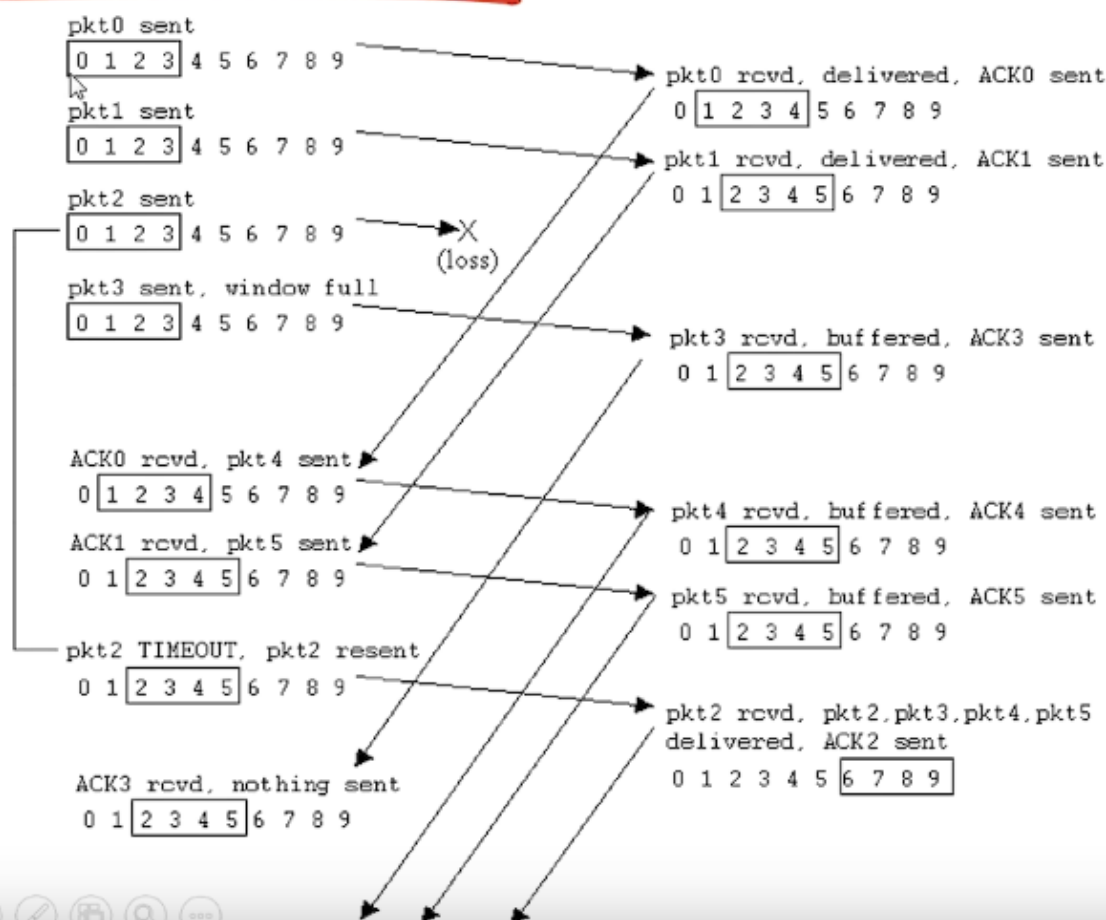 pkt0 sent
0 1 2 3 4 5 6 7 8 9
pkt1 sent
0 1 2 3 4 5 6 7 8 9
pkt2 sent
0 1 2 3 4 5 6 7 8 9
(loss)
pkt3 sent, window full
0 1 2 3 4 5 6 7 8 9
ACK0 rcvd, pkt4 sent
0 1 2 3 4 5 6 7 8 9
ACK1 rcvd, pkt5 sent
0 1 2 3 4 5 6 7 8 9
pkt2 TIMEOUT, pkt2 resent
0 1 2 3 4 5 6 7 8 9
ACK3 rcvd, nothing sent
0 1 2 3 4 5 6 7 8 9
pkt0 rcvd, delivered, ACK0 sent
0 1 2 3 4 5 6 7 8 9
pkt1 rcvd, delivered, ACK1 sent
0 1 2 3 4 5 6 7 8 9
pkt3 rcvd, buffered, ACK3 sent
0 1 2 3 4 5 6 7 8 9
pkt4 rcvd, buffered, ACK4 sent
0 1 2 3 4 5 6 7 8 9
pkt5 rcvd, buffered, ACK5 sent
0 1 2 3 4 5 6 7 8 9
pkt2 rcvd, pkt2,pkt3,pkt4,pkt5
delivered, ACK2 sent
0 1 2 3 4 5 6 7 8 9